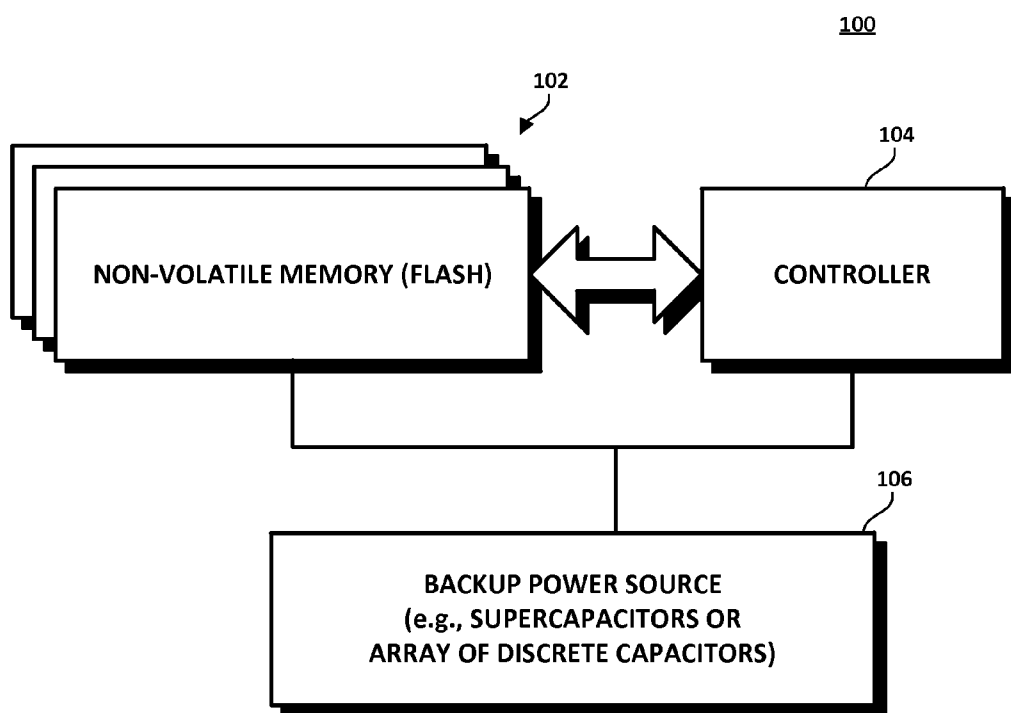 100
102
104
NON-VOLATILE MEMORY (FLASH)
CONTROLLER
106
BACKUP POWER SOURCE
(e.g., SUPERCAPACITORS OR
ARRAY OF DISCRETE CAPACITORS)